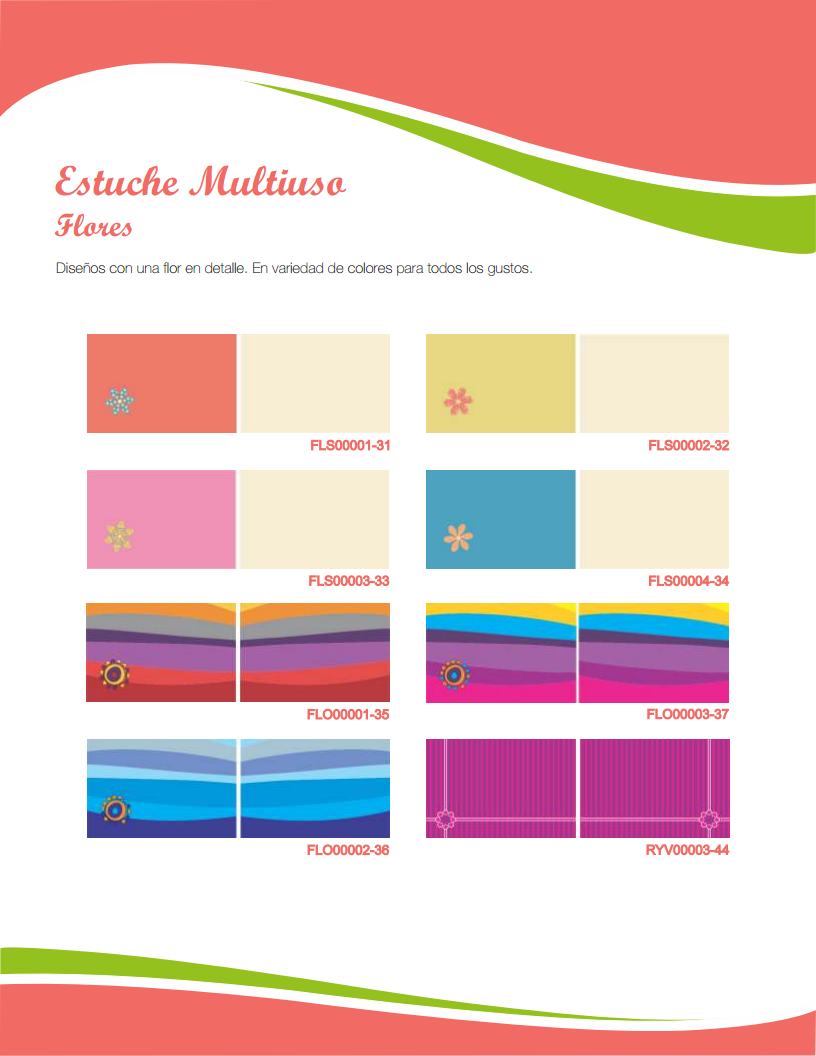 Estuche Multiuso
Flores
Diseños con una flor en detalle. En variedad de colores para todos los gustos.
FLS00001-31
FLS00002-32
FLS00003-33
FLS00004-34
FLO00001-35
FLO00003-37
FLO00002-36
RYV00003-44